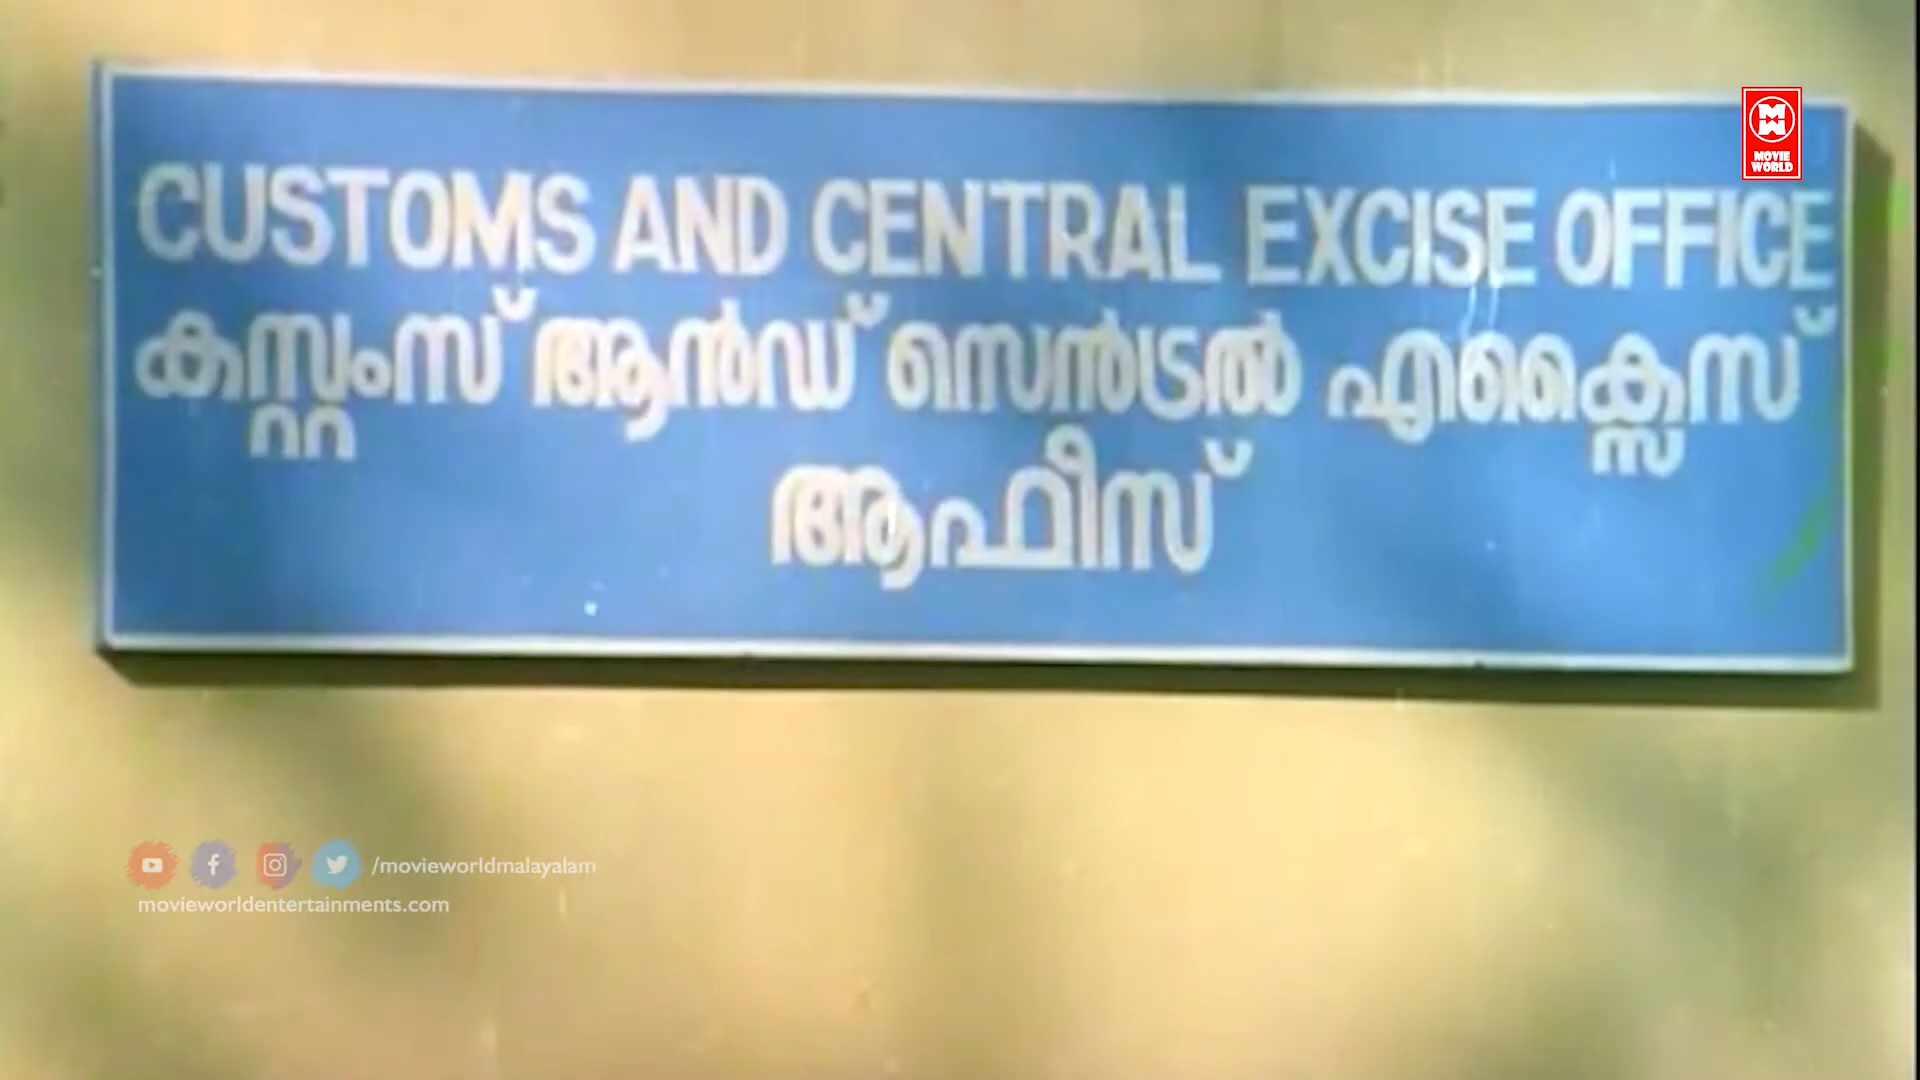 CUSTOMS AND CENTRAL EXCISE OFFICE
കസ്റ്റംസ് ആൻഡ് സെൻട്രൽ എക്സൈസ്
ആഫീസ്
MOVIE
WORLD
/movieworldmalayalam
movieworldentertainments.com